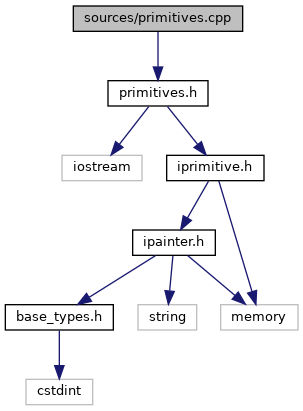 sources/primitives.cpp
primitives.h
iostream
iprimitive.h
ipainter.h
base_types.h
string
memory
cstdint